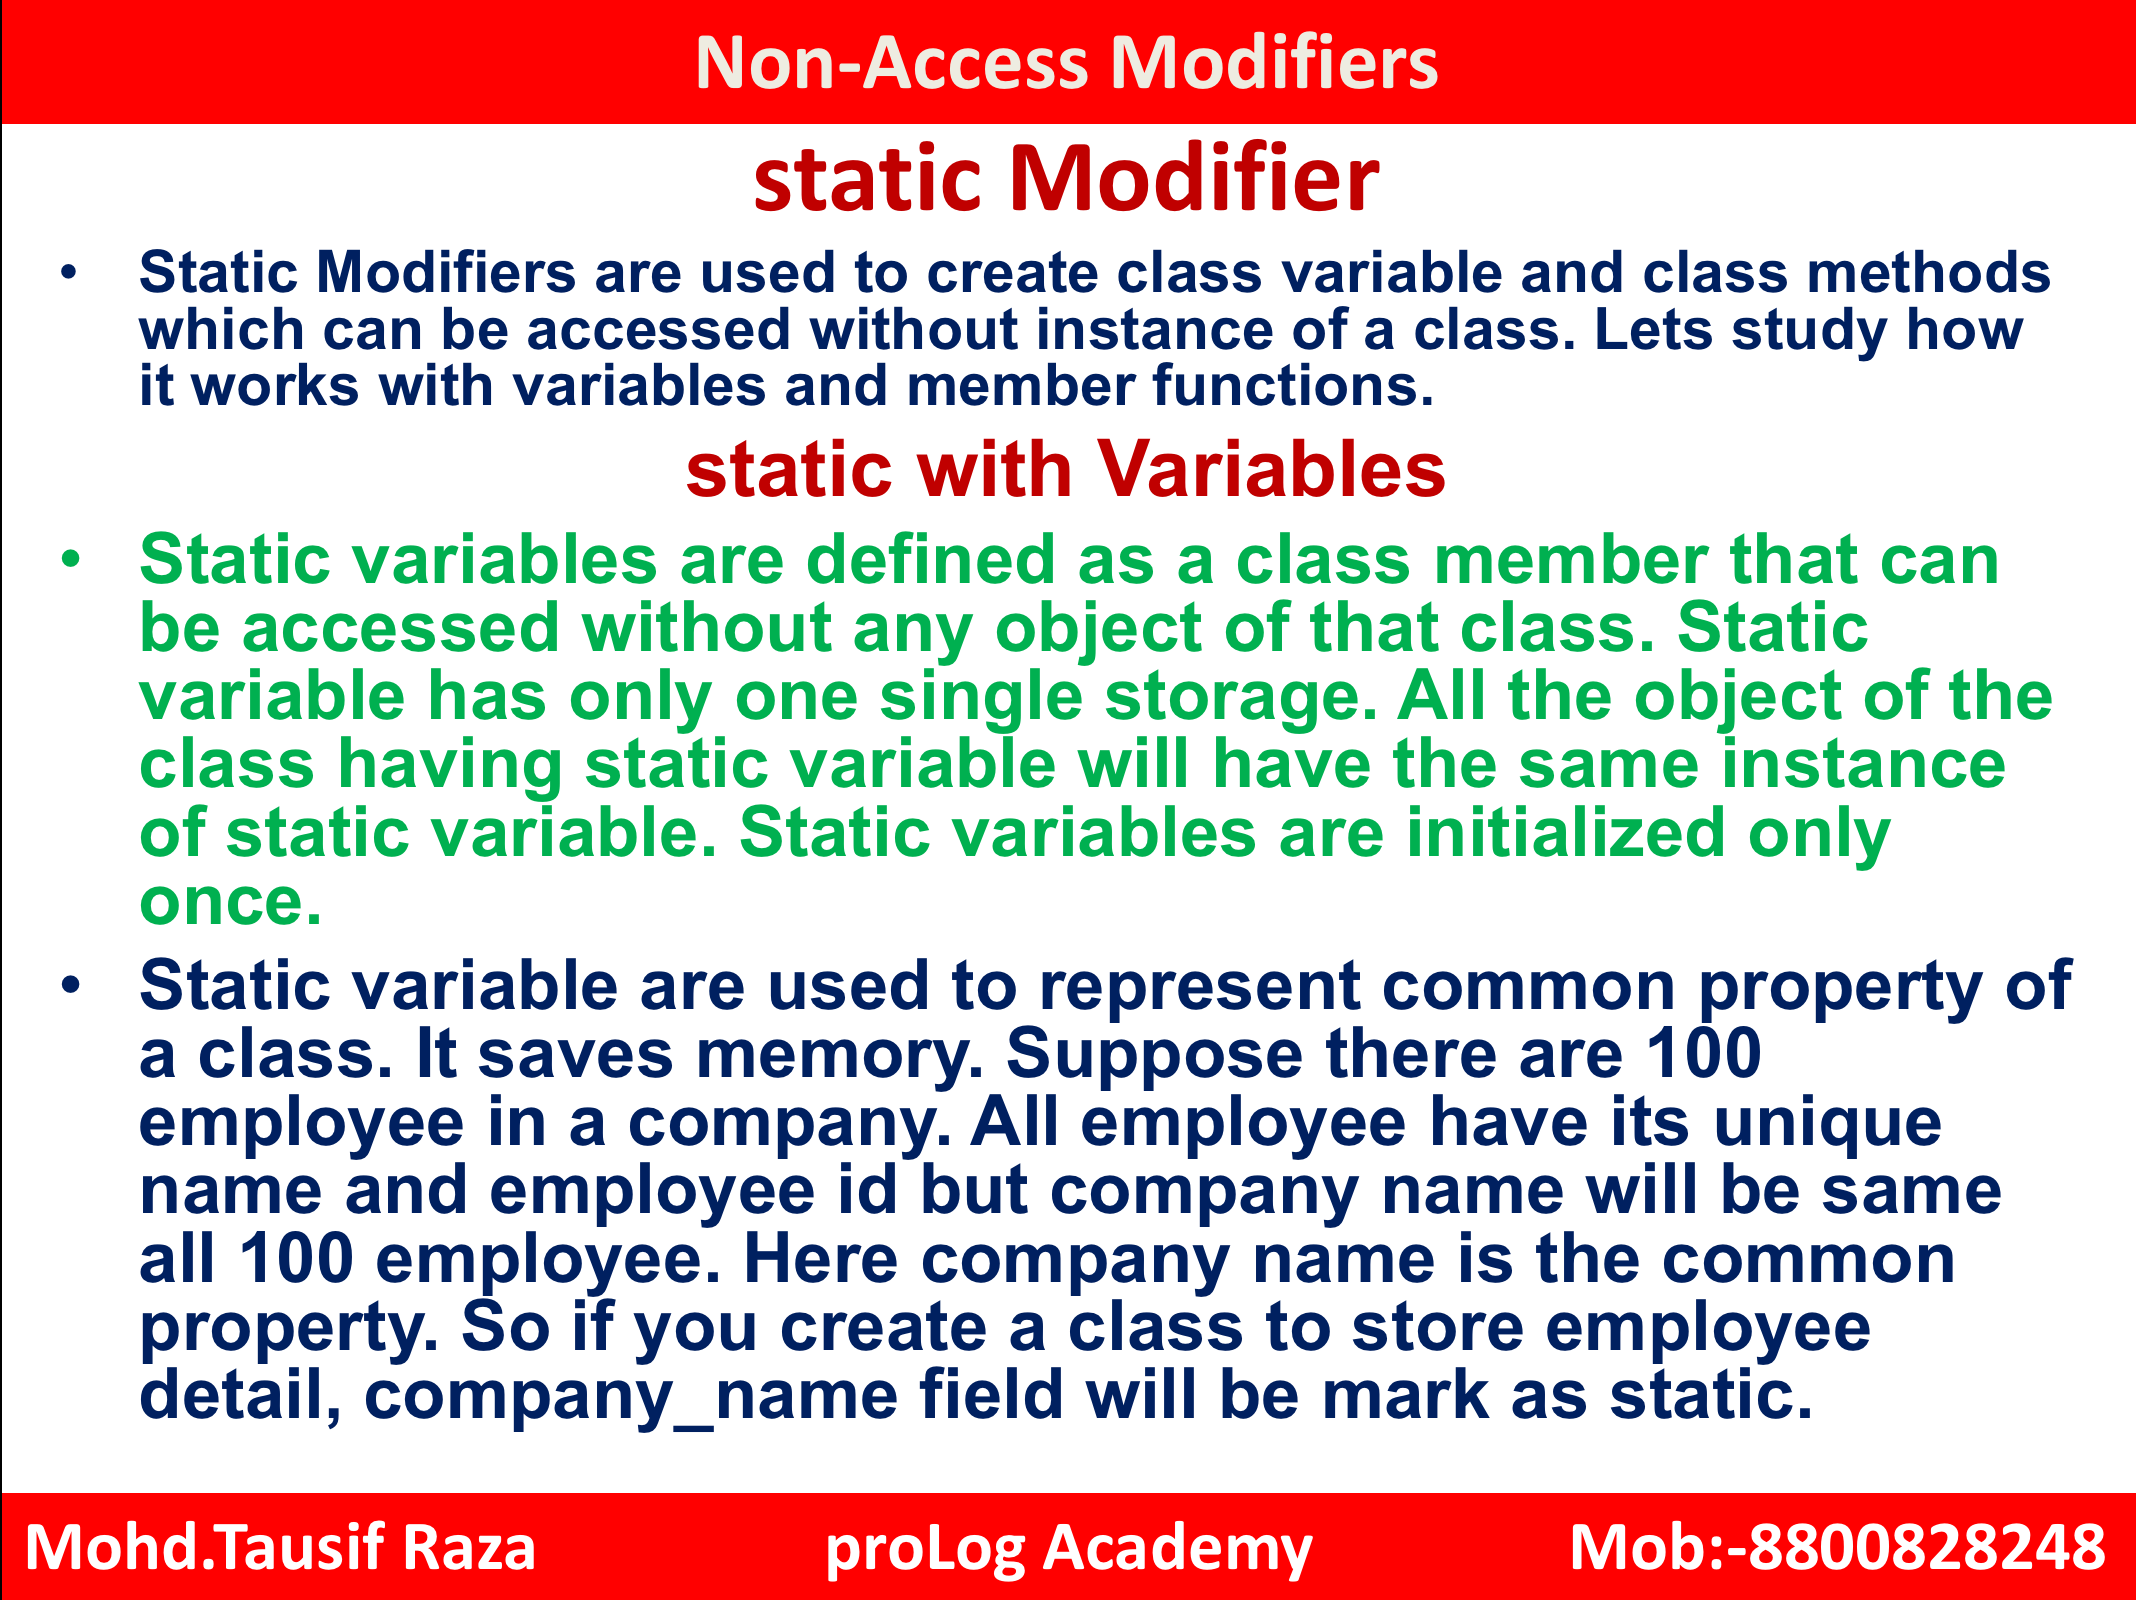 Non-Access Modifiers
static Modifier
• Static Modifiers are used to create class variable and class methods
which can be accessed without instance of a class. Lets study how
it works with variables and member functions.
static with Variables
• Static variables are defined as a class member that can
be accessed without any object of that class. Static
variable has only one single storage. All the object of the
class having static variable will have the same instance
of static variable. Static variables are initialized only
once.
• Static variable are used to represent common property of
a class. It saves memory. Suppose there are 100
employee in a company. All employee have its unique
name and employee id but company name will be same
all 100 employee. Here company name is the common
property. So if you create a class to store employee
detail, company_name field will be mark as static.
Mohd.Tausif Raza proLog Academy Mob:-8800828248